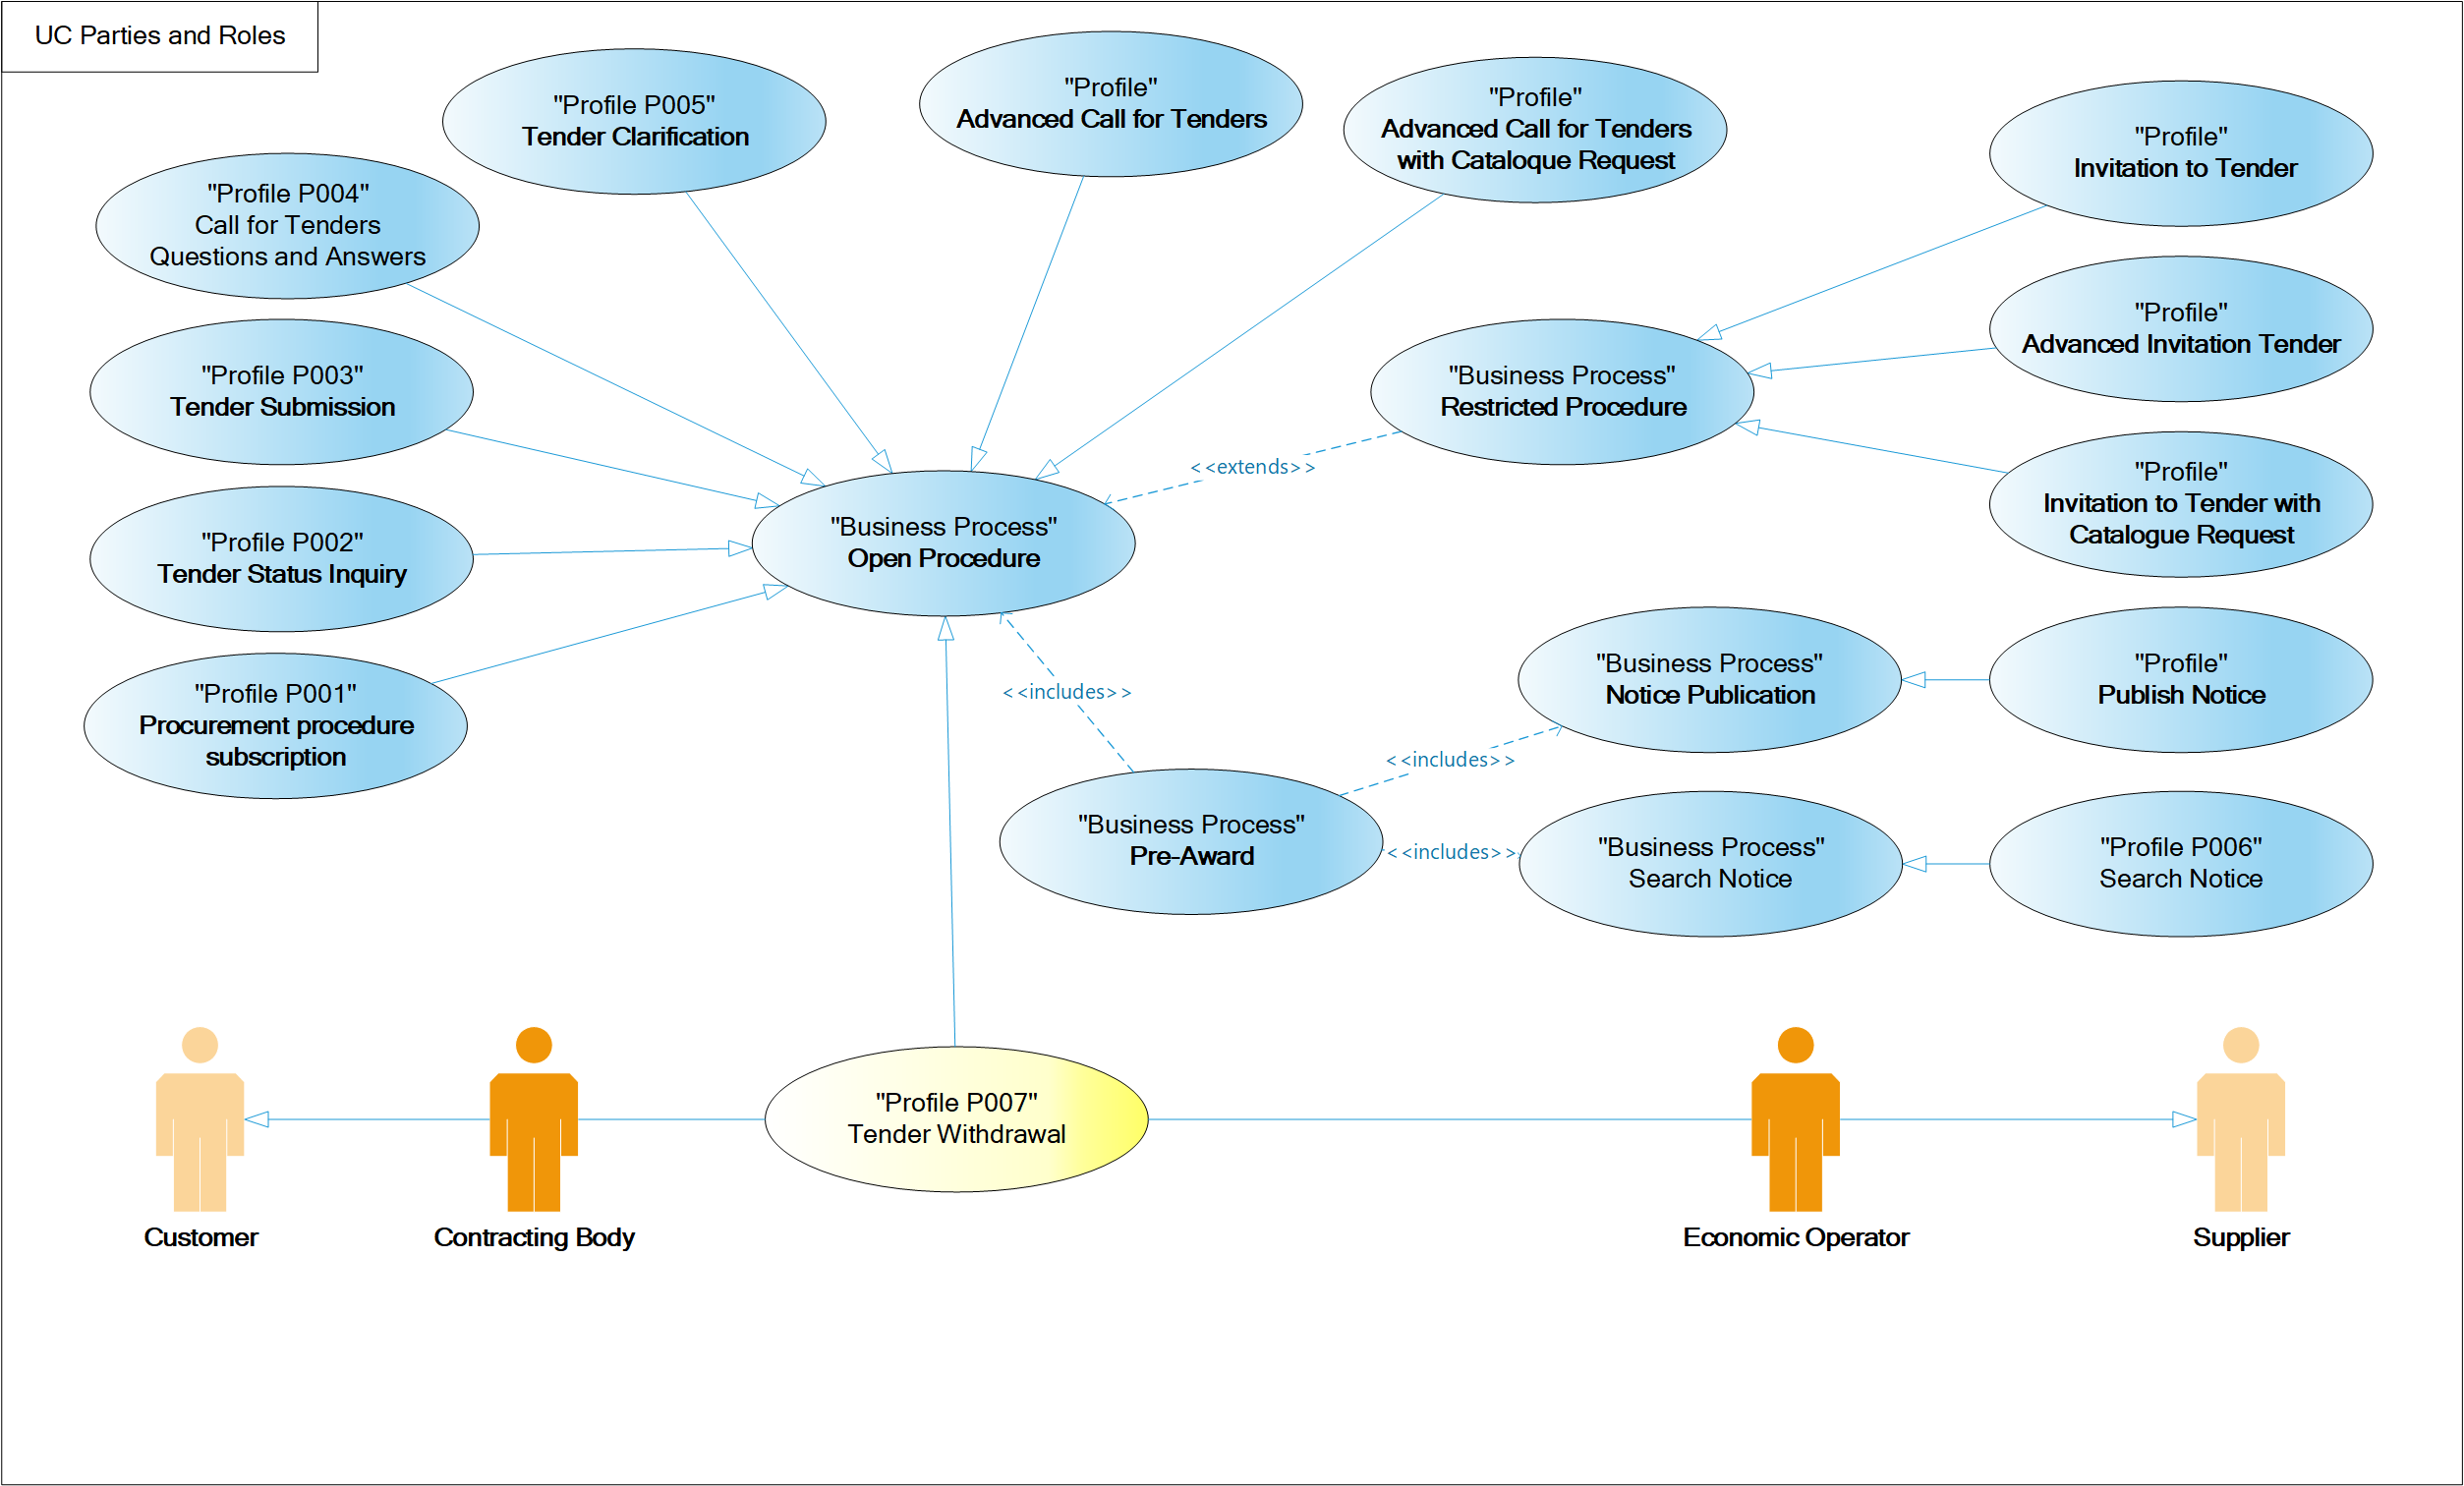 UC Parties and Roles
"Profile P005"
Tender Clarification
"Profile"
Advanced Call for Tenders
"Profile"
Advanced Call for Tenders
with Cataloque Request
"Profile"
Invitation to Tender
"Profile P004"
Call for Tenders
Questions and Answers
"Profile"
Advanced Invitation Tender
"Profile P003"
Tender Submission
"Business Process"
Restricted Procedure
<<extends>>
"Profile"
Invitation to Tender with
Catalogue Request
"Profile P002"
Tender Status Inquiry
"Business Process"
Open Procedure
"Profile P001"
Procurement procedure
subscription
<<includes>>
"Business Process"
Notice Publication
"Profile"
Publish Notice
<<includes>>
"Business Process"
Pre-Award
<<includes>>
"Business Process"
Search Notice
"Profile P006"
Search Notice
"Profile P007"
Tender Withdrawal
Customer
Contracting Body
Economic Operator
Supplier